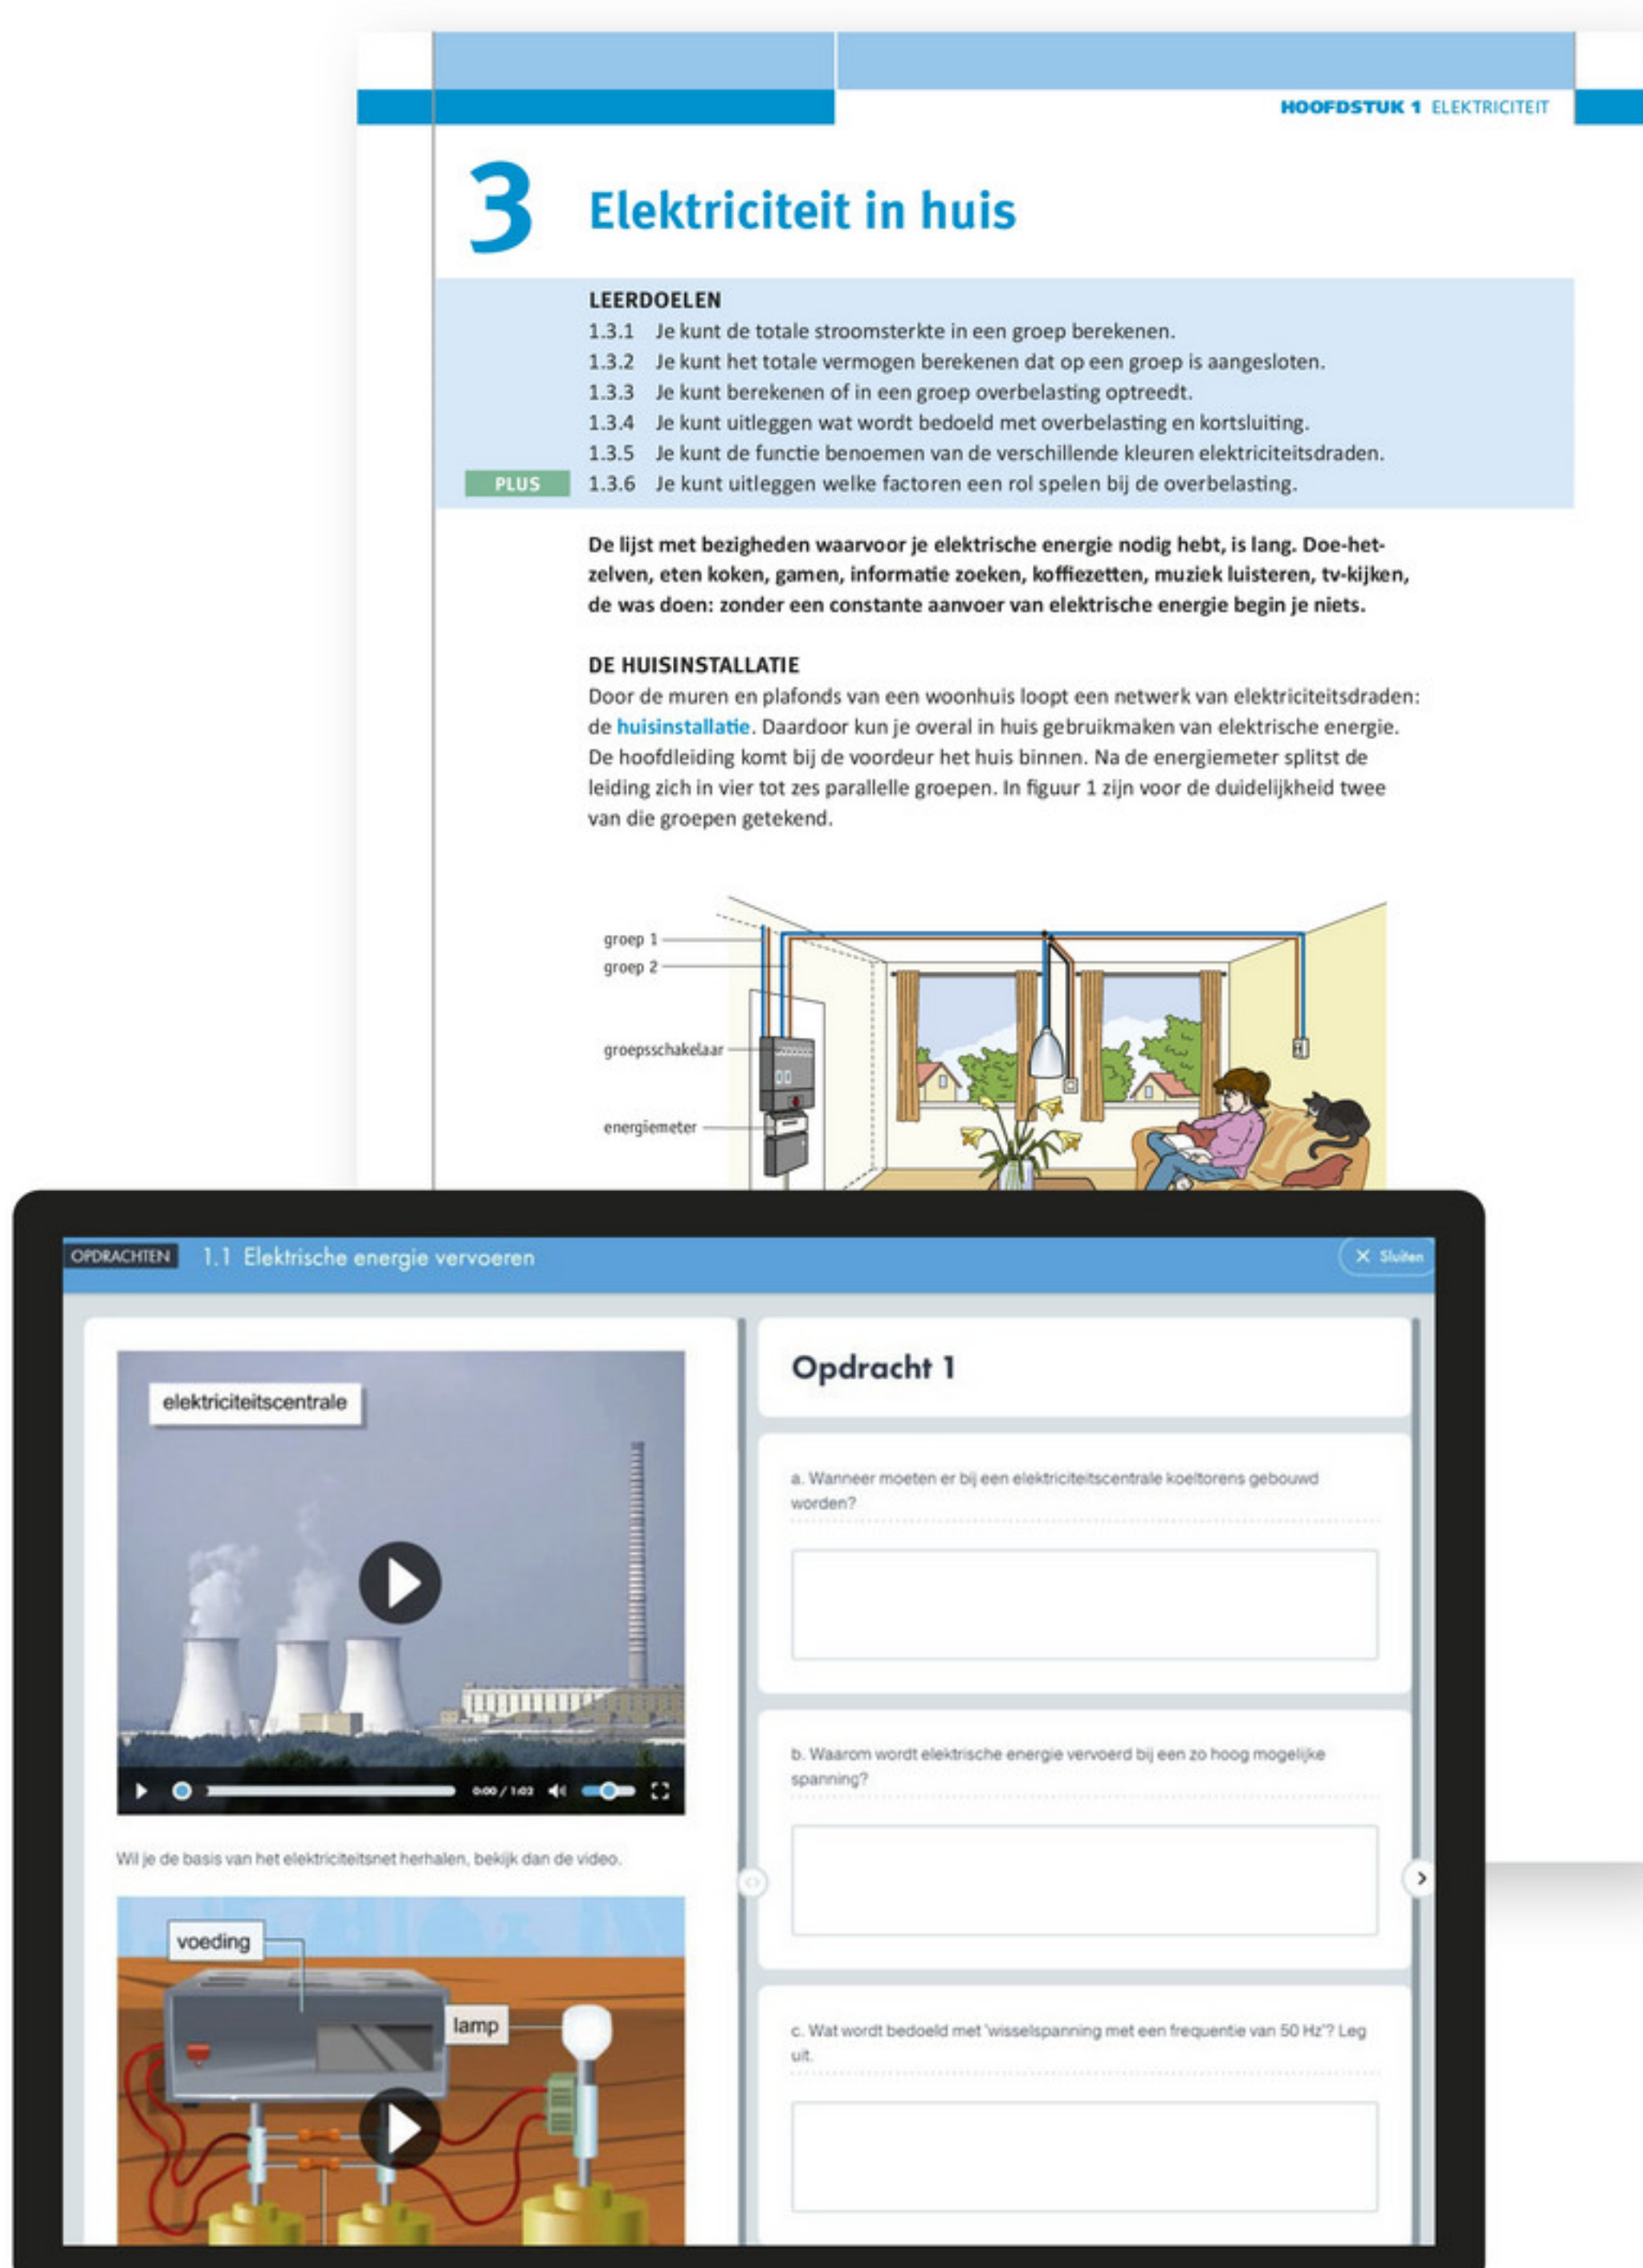 HOOFDSTUK 1 ELEKTRICITEIT
3 Elektriciteit in huis
LEERDOELEN
1.3.1 Je kunt de totale stroomsterkte in een groep berekenen.
1.3.2 Je kunt het totale vermogen berekenen dat op een groep is aangesloten.
1.3.3 Je kunt berekenen of in een groep overbelasting optreedt.
1.3.4 Je kunt uitleggen wat wordt bedoeld met overbelasting en kortsluiting.
1.3.5 Je kunt de functie benoemen van de verschillende kleuren elektriciteitsdraden.
PLUS 1.3.6 Je kunt uitleggen welke factoren een rol spelen bij de overbelasting.
De lijst met bezigheden waarvoor je elektrische energie nodig hebt, is lang. Doe-het-
zelven, eten koken, gamen, informatie zoeken, koffiezetten, muziek luisteren, tv-kijken,
de was doen: zonder een constante aanvoer van elektrische energie begin je niets.
DE HUISINSTALLATIE
Door de muren en plafonds van een woonhuis loopt een netwerk van elektriciteitsdraden:
de huisinstallatie. Daardoor kun je overal in huis gebruikmaken van elektrische energie.
De hoofdleiding komt bij de voordeur het huis binnen. Na de energiemeter splitst de
leiding zich in vier tot zes parallelle groepen. In figuur 1 zijn voor de duidelijkheid twee
van die groepen getekend.
groep 1
groep 2
groepsschakelaar
energiemeter
OPDRACHTEN 1.1 Elektrische energie vervoeren
Sluiten
elektriciteitscentrale
0:00 / 1:02
Wil je de basis van het elektriciteitsnet herhalen, bekijk dan de video.
voeding
lamp
Opdracht 1
a. Wanneer moeten er bij een elektriciteitscentrale koeltorens gebouwd
worden?
b. Waarom wordt elektrische energie vervoerd bij een zo hoog mogelijke
spanning?
c. Wat wordt bedoeld met 'wisselspanning met een frequentie van 50 Hz'? Leg
uit.